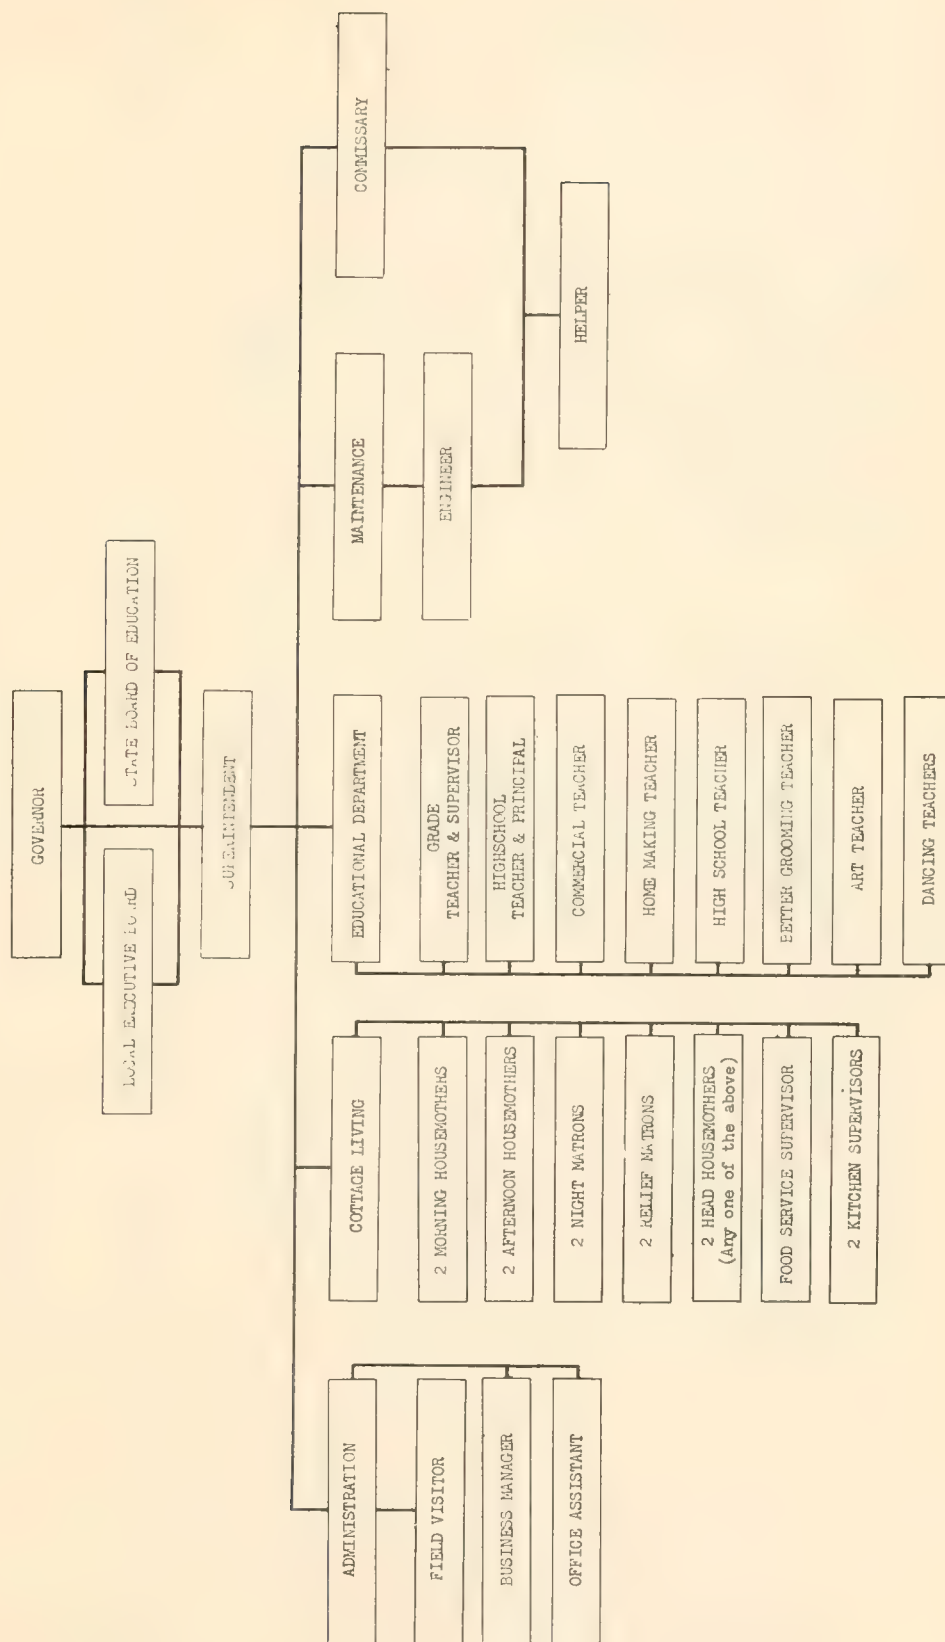 GOVERNOR
LOCAL EXECUTIVE BOARD
STATE BOARD OF EDUCATION
SUPERINTENDENT
ADMINISTRATION
FIELD VISITOR
BUSINESS MANAGER
OFFICE ASSISTANT
COTTAGE LIVING
2 MORNING HOUSEMOTHERS
2 AFTERNOON HOUSEMOTHERS
2 NIGHT MATRONS
2 RELIEF MATRONS
2 HEAD HOUSEMOTHERS
(Any one of the above)
FOOD SERVICE SUPERVISOR
2 KITCHEN SUPERVISORS
EDUCATIONAL DEPARTMENT
GRADE
TEACHER & SUPERVISOR
HIGHSCHOOL
TEACHER & PRINCIPAL
COMMERCIAL TEACHER
HOME MAKING TEACHER
HIGH SCHOOL TEACHER
BETTER GROOMING TEACHER
ART TEACHER
DANCING TEACHERS
MAINTENANCE
ENGINEER
COMMISSARY
HELPER